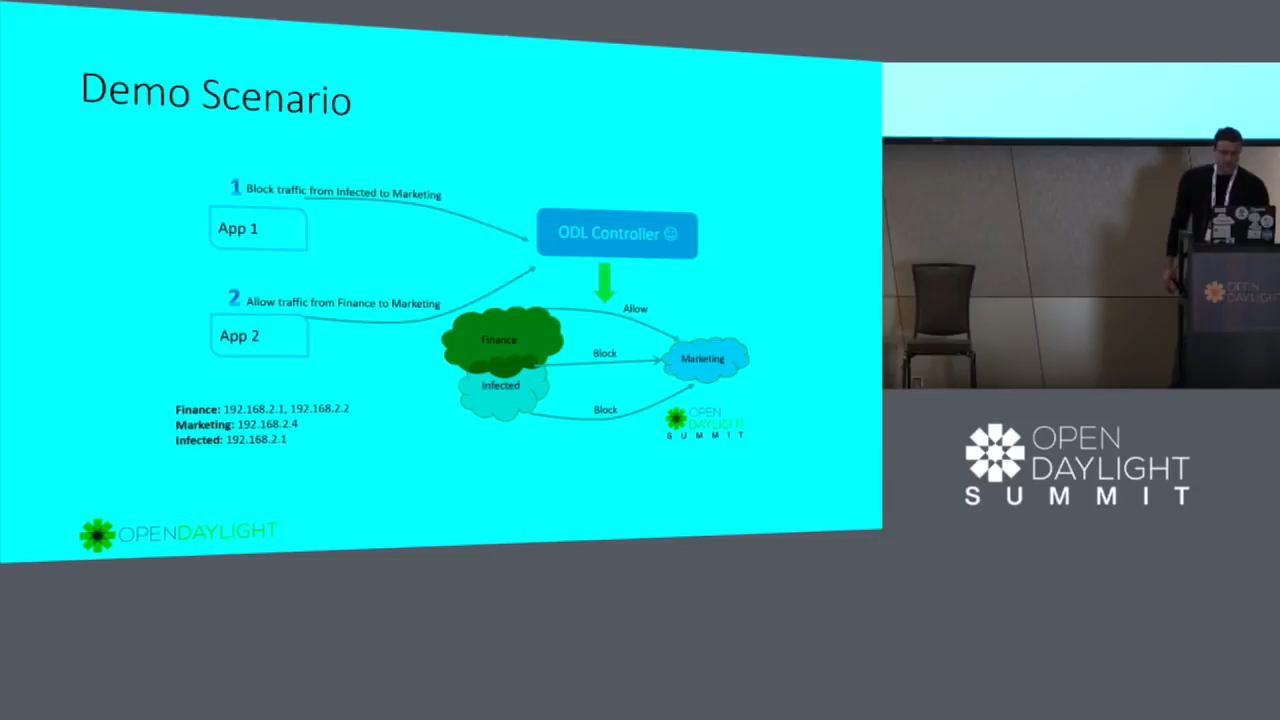 Demo Scenario
1 Block traffic from Infected to Marketing
App 1
ODL Controller ☺
2 Allow traffic from Finance to Marketing
App 2
Allow
Finance
Block
Marketing
Infected
Block
Finance: 192.168.2.1, 192.168.2.2
Marketing: 192.168.2.4
Infected: 192.168.2.1
OPEN
DAYLIGHT
SUMMIT
OPENDAYLIGHT
OPEN
OPEN
DAYLIGHT
SUMMIT